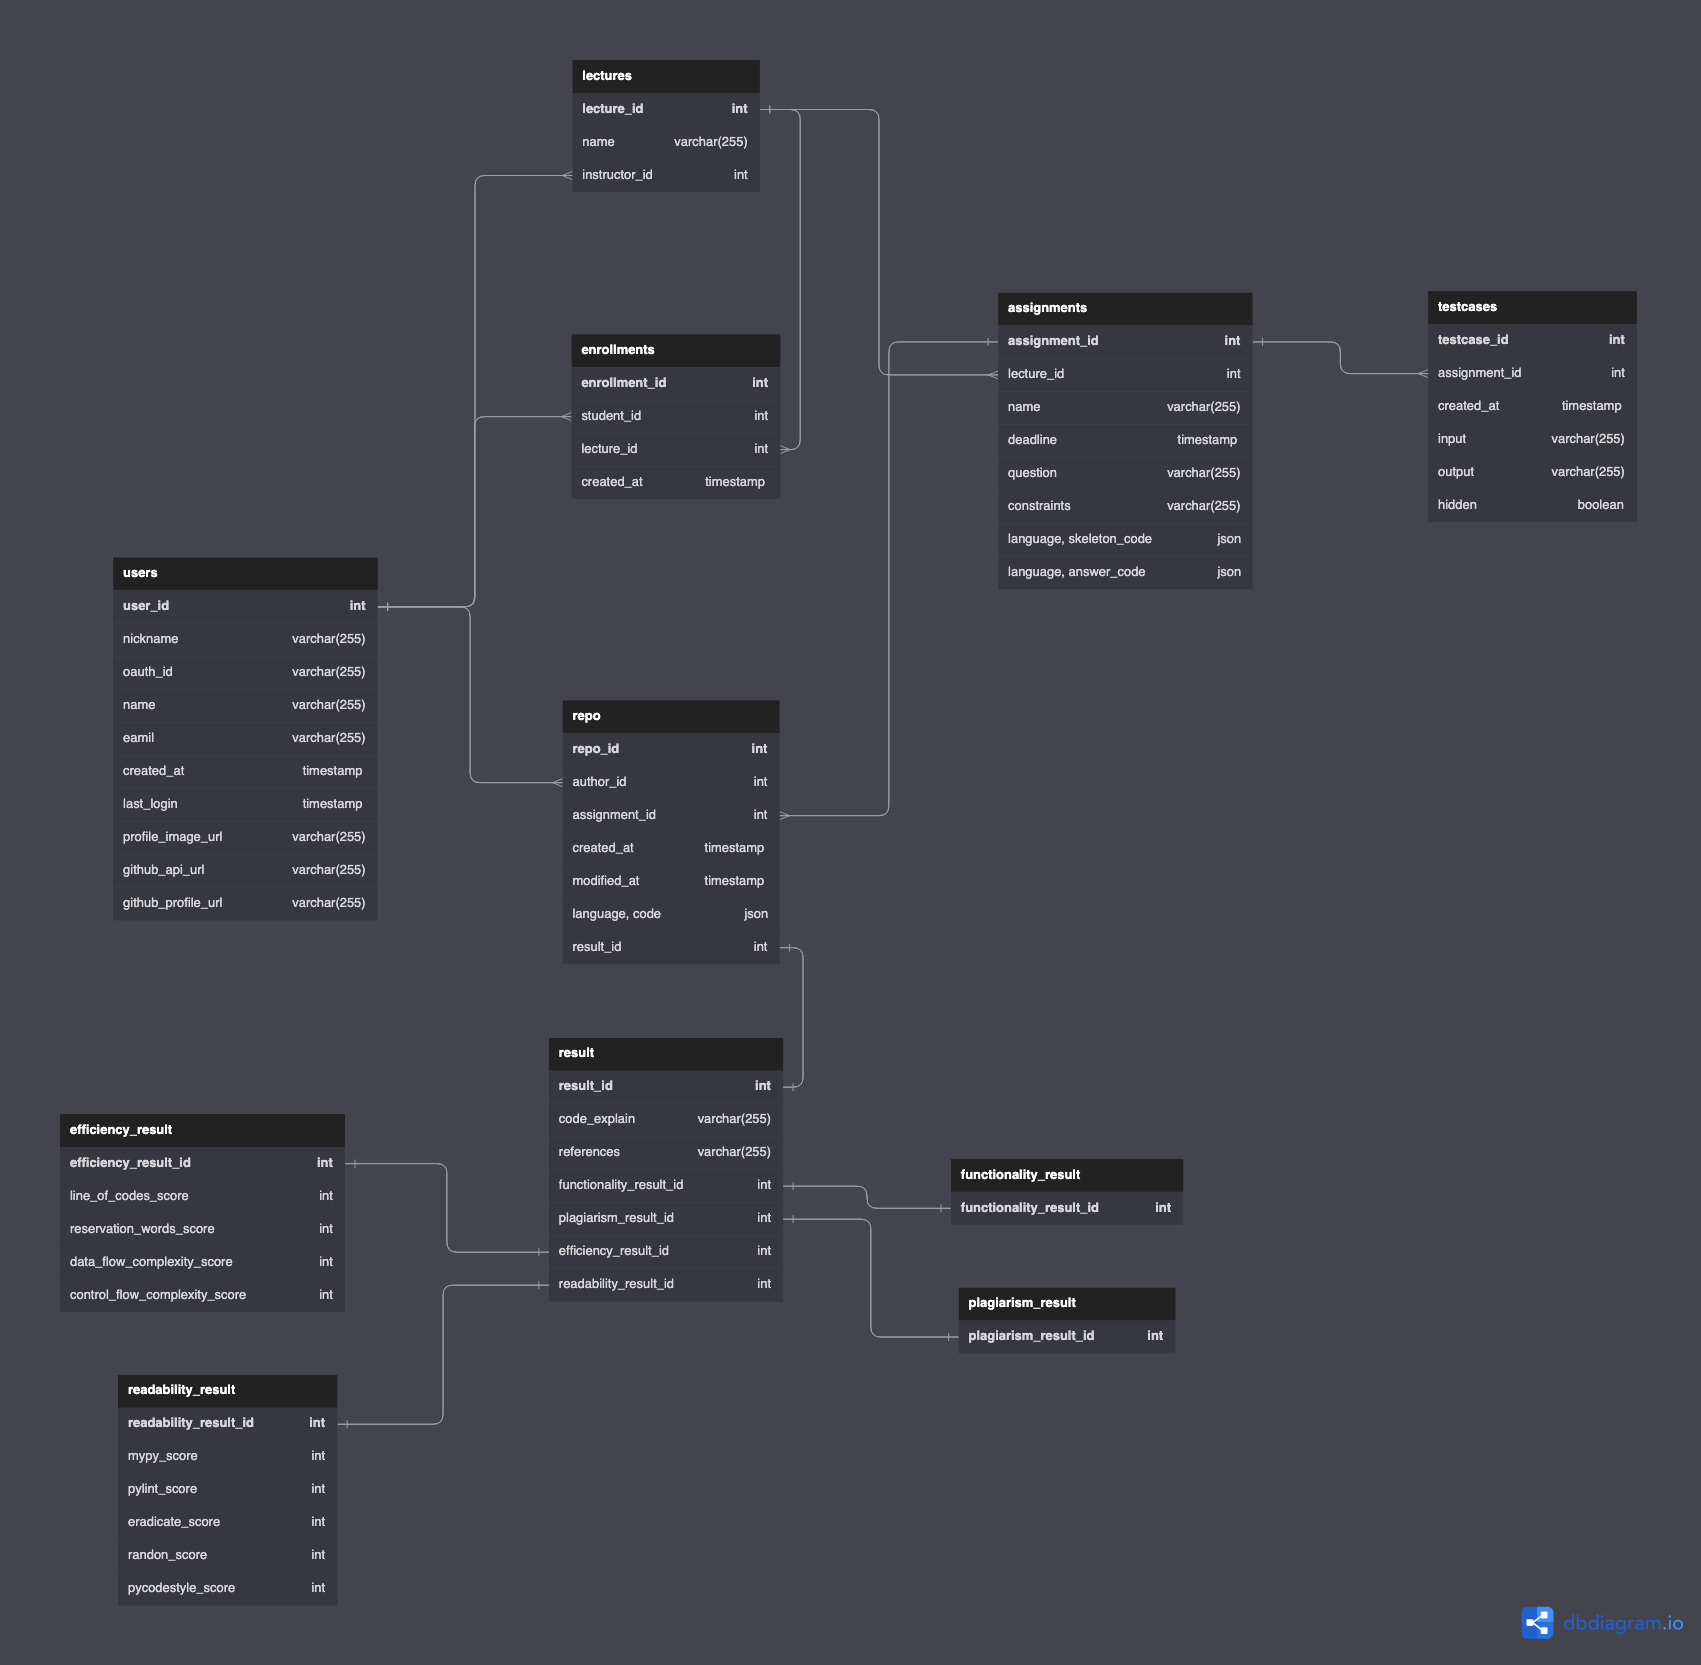 lectures
lecture_id int
name varchar(255)
instructor_id int
enrollments
enrollment_id int
student_id int
lecture_id int
created_at timestamp
assignments
assignment_id int
lecture_id int
name varchar(255)
deadline timestamp
question varchar(255)
constraints varchar(255)
language, skeleton_code json
language, answer_code json
testcases
testcase_id int
assignment_id int
created_at timestamp
input varchar(255)
output varchar(255)
hidden boolean
users
user_id int
nickname varchar(255)
oauth_id varchar(255)
name varchar(255)
eamil varchar(255)
created_at timestamp
last_login timestamp
profile_image_url varchar(255)
github_api_url varchar(255)
github_profile_url varchar(255)
repo
repo_id int
author_id int
assignment_id int
created_at timestamp
modified_at timestamp
language, code json
result_id int
result
result_id int
code_explain varchar(255)
references varchar(255)
functionality_result_id int
plagiarism_result_id int
efficiency_result_id int
readability_result_id int
efficiency_result
efficiency_result_id int
line_of_codes_score int
reservation_words_score int
data_flow_complexity_score int
control_flow_complexity_score int
functionality_result
functionality_result_id int
plagiarism_result
plagiarism_result_id int
readability_result
readability_result_id int
mypy_score int
pylint_score int
eradicate_score int
randon_score int
pycodestyle_score int
dbdiagram.io